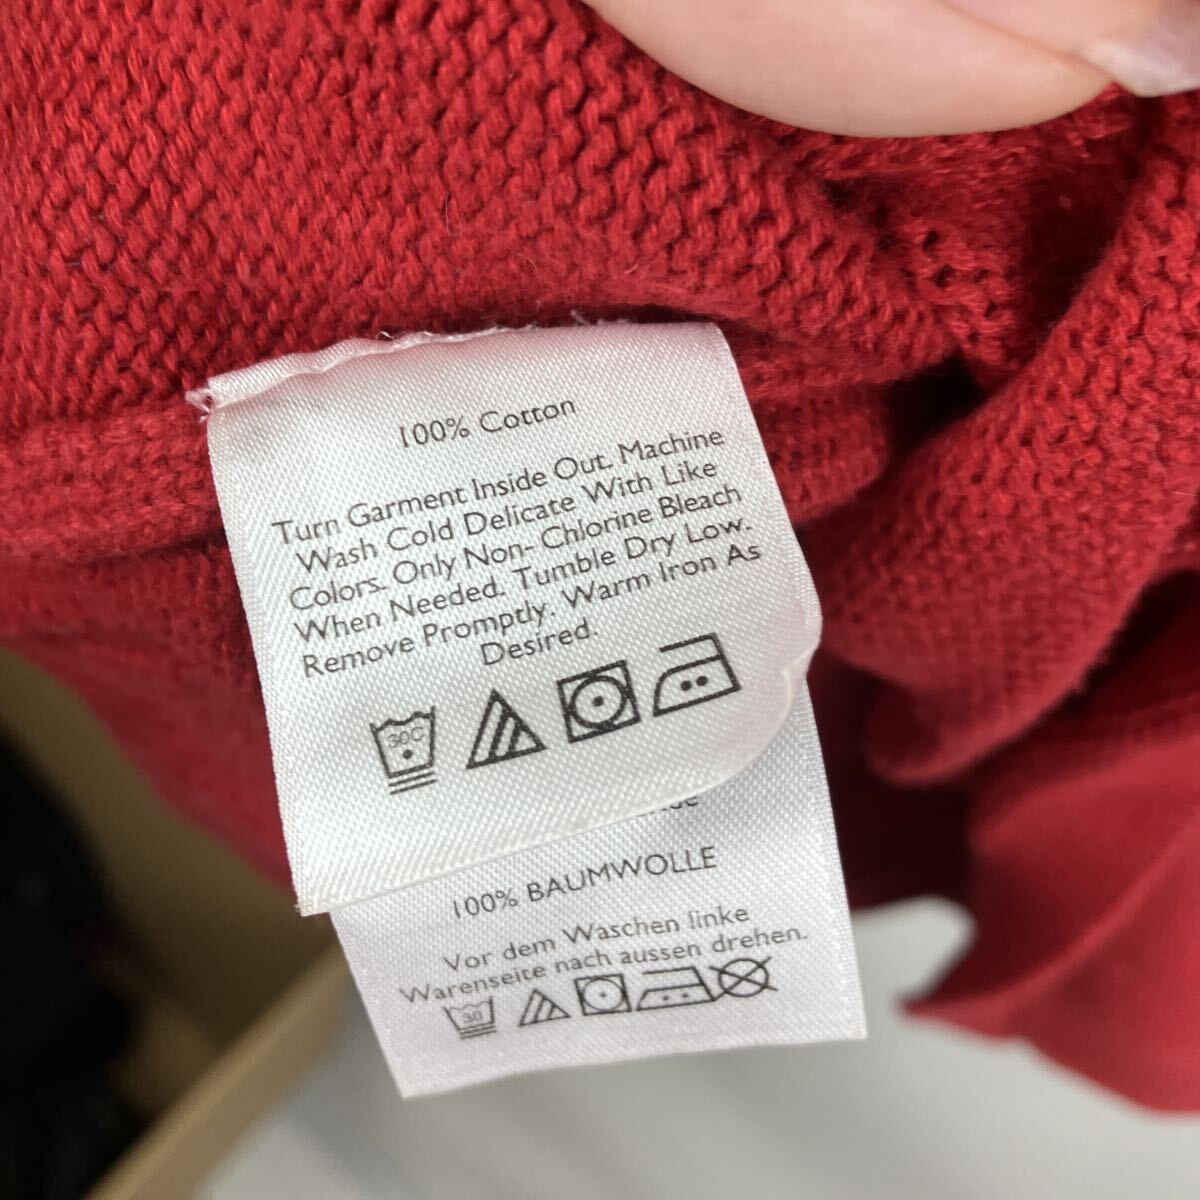 100% Cotton
Turn Garment Inside Out. Machine
Wash Cold Delicate With Like
Colors. Only Non-Chlorine Bleach
When Needed. Tumble Dry Low.
Remove Promptly. Warm Iron As
Desired.
30C
100% BAUMWOLLE
Vor dem Waschen linke
Warenseite nach aussen drehen.
30